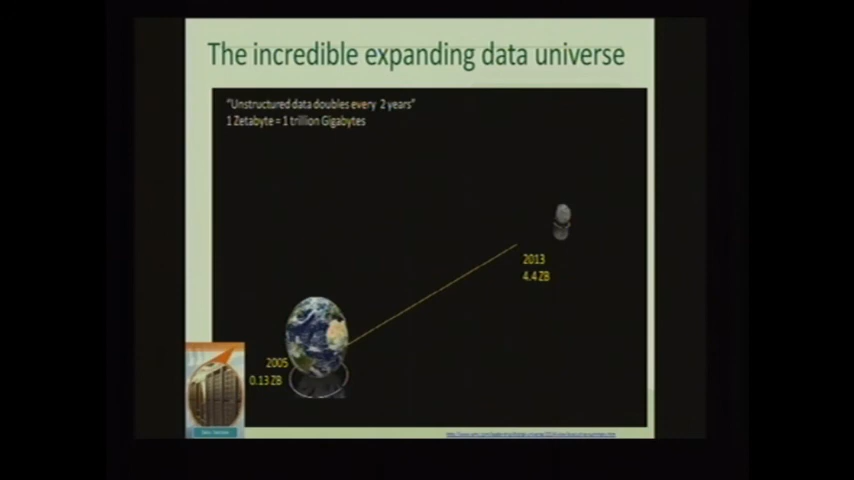 The incredible expanding data universe
"Unstructured data doubles every 2 years"
1 Zetabyte = 1 trillion Gigabytes
2013
4.4 ZB
2005
0.13 ZB